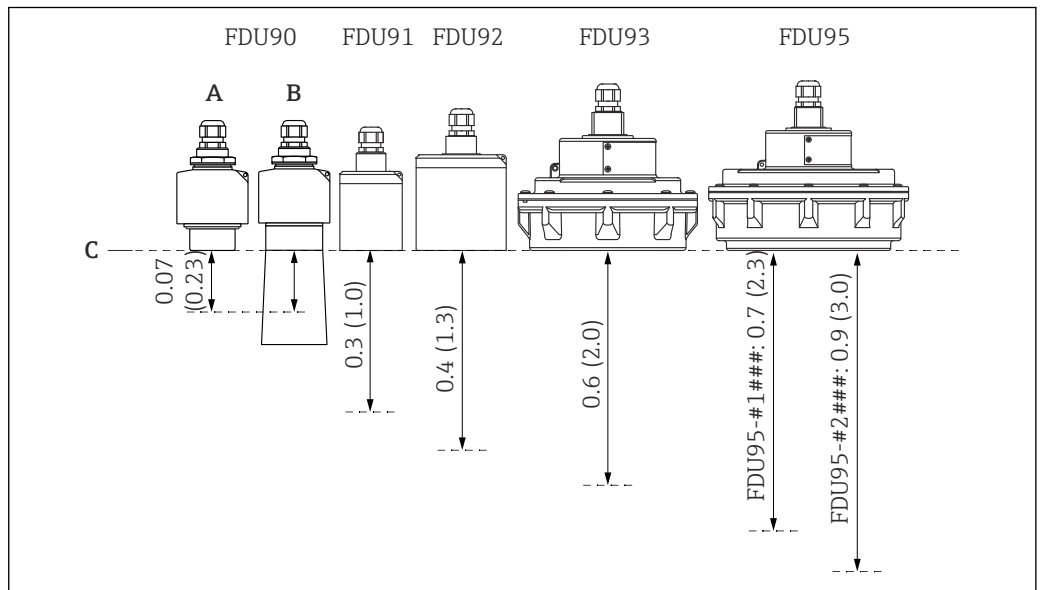 FDU90 FDU91 FDU92 FDU93 FDU95
A B
C
0.07
(0.23)
0.3 (1.0)
0.4 (1.3)
0.6 (2.0)
FDU95-#1###: 0.7 (2.3)
FDU95-#2###: 0.9 (3.0)